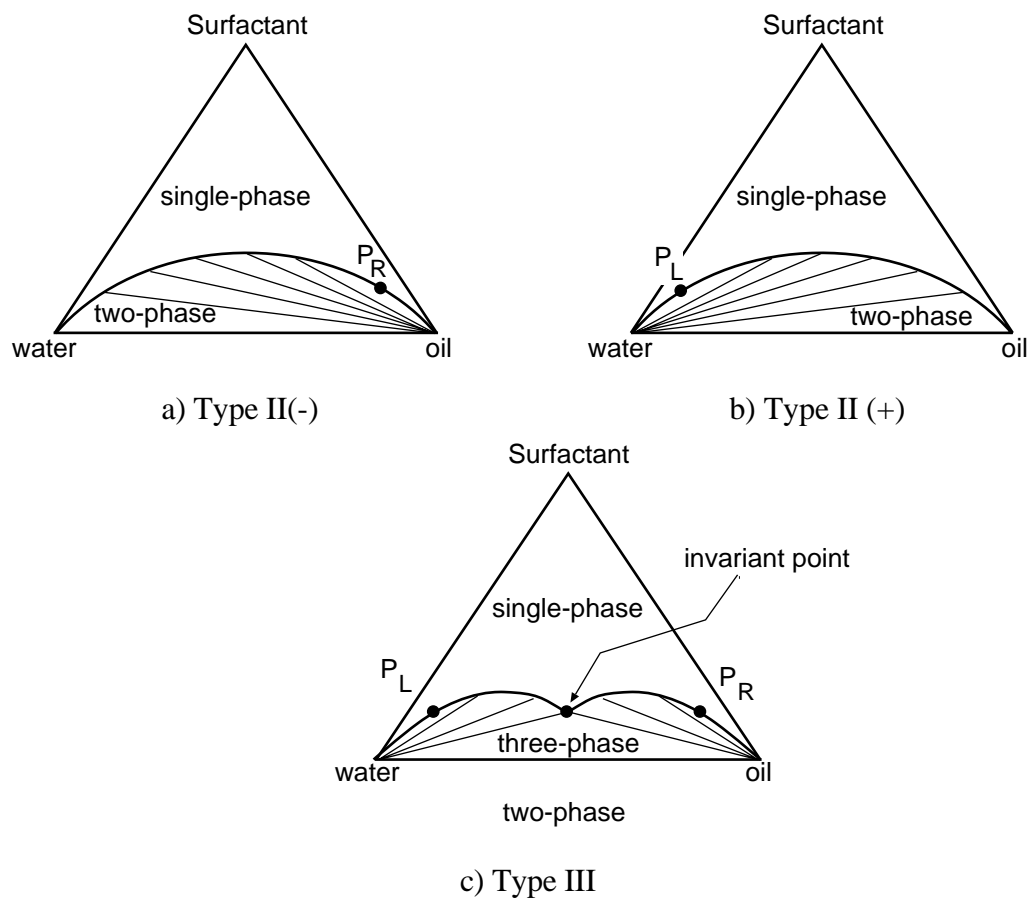 Surfactant
single-phase
P_R
two-phase
water
oil
a) Type II(-)
Surfactant
single-phase
P_L
two-phase
water
oil
b) Type II (+)
Surfactant
invariant point
single-phase
P_L
P_R
three-phase
water
oil
two-phase
c) Type III